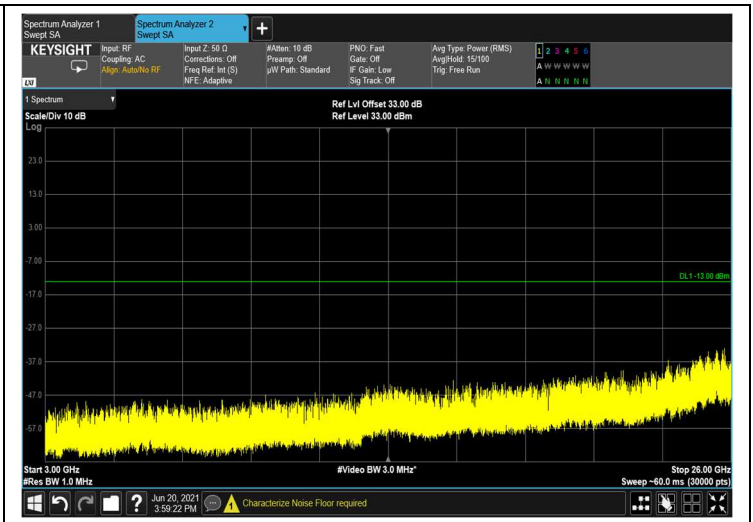 Spectrum Analyzer 1
Swept SA
Spectrum Analyzer 2
Swept SA
+
KEYSIGHT
LXI
Input: RF
Coupling: AC
Align: Auto/No RF
Input Z: 50 Ω
Corrections: Off
Freq Ref: Int (S)
NFE: Adaptive
#Atten: 10 dB
Preamp: Off
µW Path: Standard
PNO: Fast
Gate: Off
IF Gain: Low
Sig Track: Off
Avg Type: Power (RMS)
Avg|Hold: 15/100
Trig: Free Run
1 2 3 4 5 6
A W W W W W
A N N N N N
1 Spectrum
Scale/Div 10 dB
Ref Lvl Offset 33.00 dB
Ref Level 33.00 dBm
Log
23.0
13.0
3.00
-7.00
DL1 -13.00 dBm
-17.0
-27.0
-37.0
-47.0
-57.0
Start 3.00 GHz
#Video BW 3.0 MHz*
Stop 26.00 GHz
#Res BW 1.0 MHz
Sweep ~60.0 ms (30000 pts)
?
Jun 20, 2021
3:59:22 PM
1
Characterize Noise Floor required